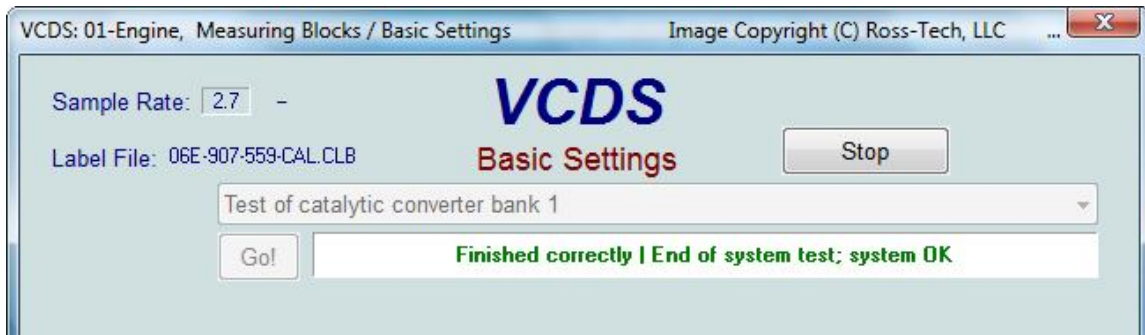 VCDS: 01-Engine, Measuring Blocks / Basic Settings Image Copyright (C) Ross-Tech, LLC ...
Sample Rate: 2.7 -
VCDS
Label File: 06E-907-559-CAL.CLB
Basic Settings
Stop
Test of catalytic converter bank 1
Go!
Finished correctly | End of system test; system OK